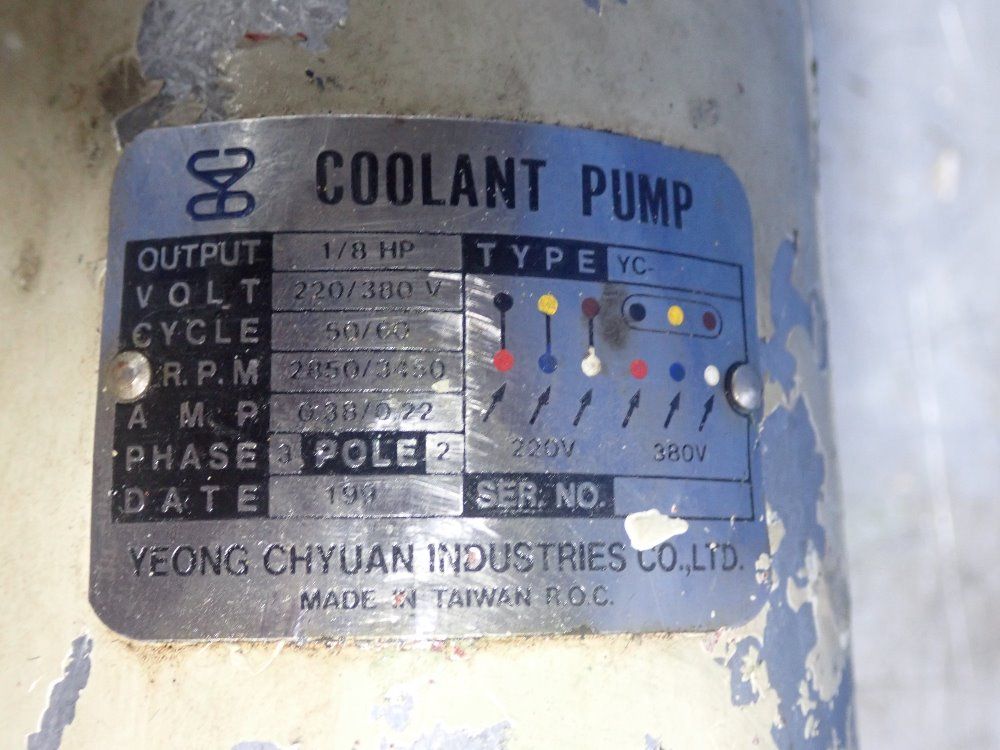 COOLANT PUMP
OUTPUT 1/8 HP
VOLT 220/380 V
CYCLE 50/60
R.P.M 2850/3450
AMP 0.38/0.22
PHASE 3 POLE 2
DATE 199
TYPE YC-
220V 380V
SER. NO.
YEONG CHYUAN INDUSTRIES CO.,LTD.
MADE IN TAIWAN R.O.C.